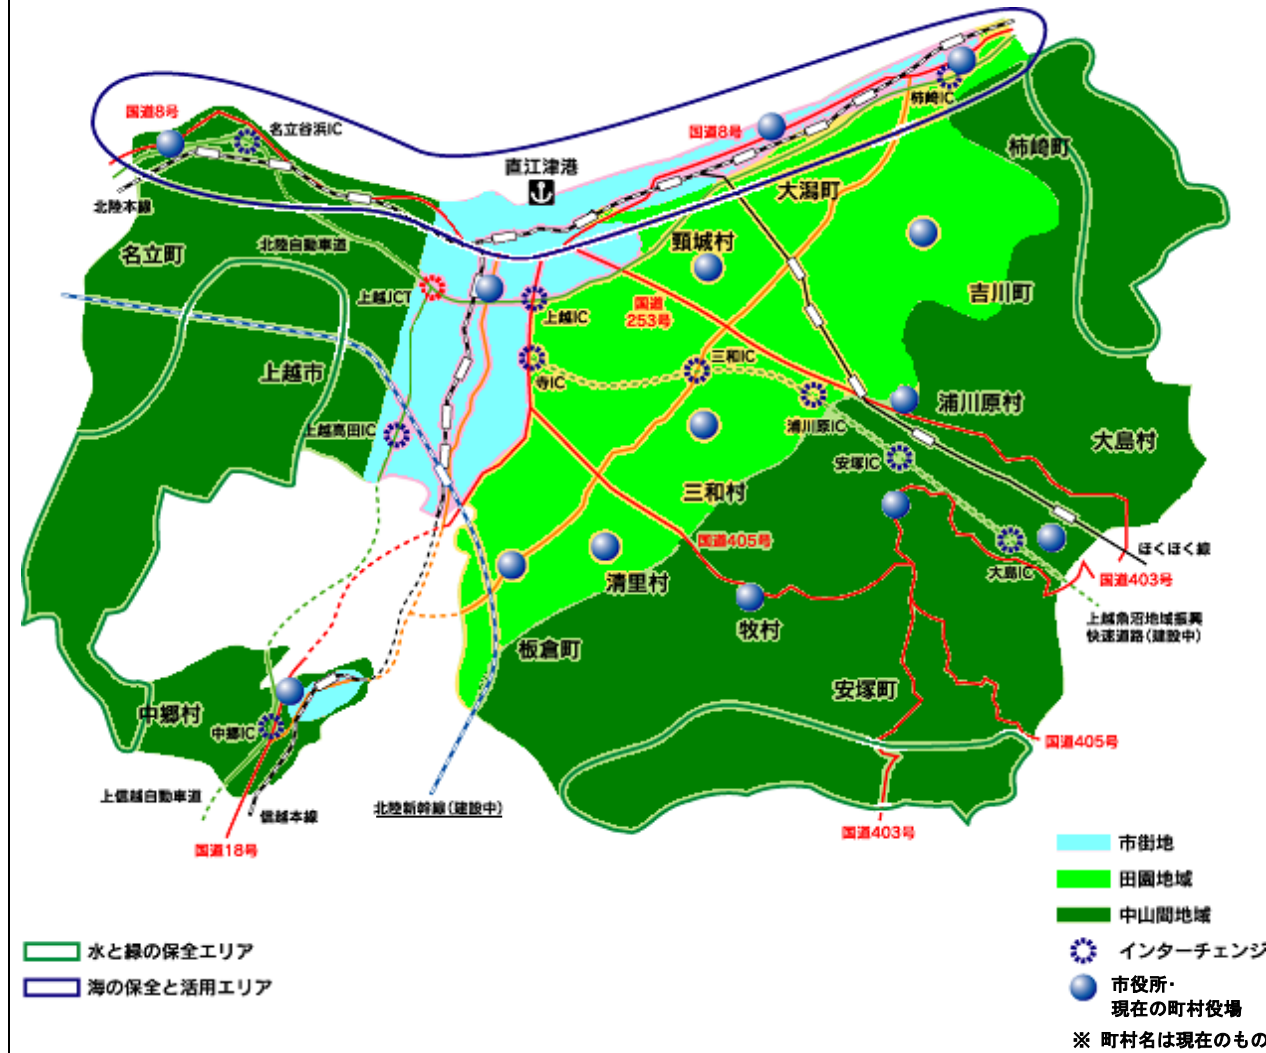 国道8号
名立谷浜IC
北陸本線
名立町
北陸自動車道
上越JCT
上越市
上越高田IC
直江津港
国道8号
柿崎IC
柿崎町
大潟町
頸城村
吉川町
上越IC
国道
253号
寺IC
三和IC
浦川原IC
浦川原村
大島村
安塚IC
三和村
国道405号
大島IC
ほくほく線
国道403号
上越魚沼地域振興
快速道路(建設中)
清里村
牧村
板倉町
安塚町
国道405号
国道403号
中郷村
中郷IC
上信越自動車道
信越本線
国道18号
北陸新幹線(建設中)
市街地
田園地域
中山間地域
インターチェンジ
市役所・
現在の町村役場
※ 町村名は現在のもの
水と緑の保全エリア
海の保全と活用エリア